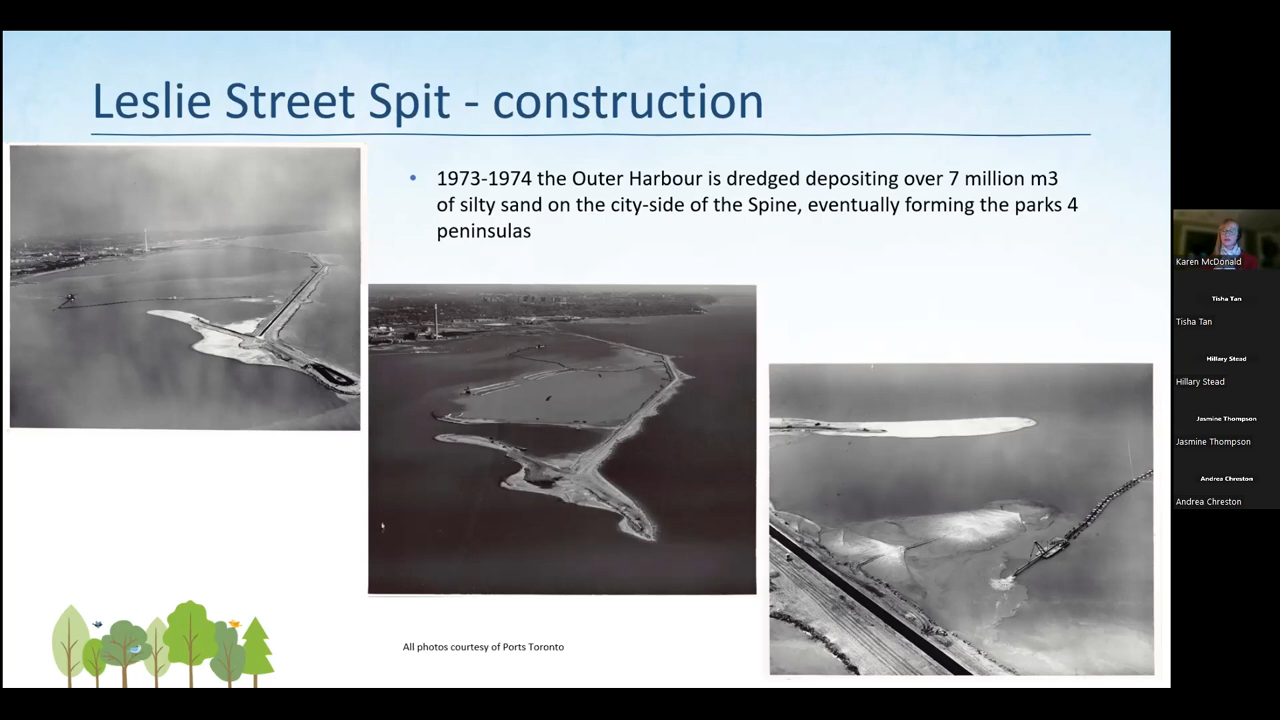 Leslie Street Spit - construction
• 1973-1974 the Outer Harbour is dredged depositing over 7 million m3
of silty sand on the city-side of the Spine, eventually forming the parks 4
peninsulas
All photos courtesy of Ports Toronto
Karen McDonald
Tisha Tan
Tisha Tan
Hillary Stead
Hillary Stead
Jasmine Thompson
Jasmine Thompson
Andrea Chreston
Andrea Chreston